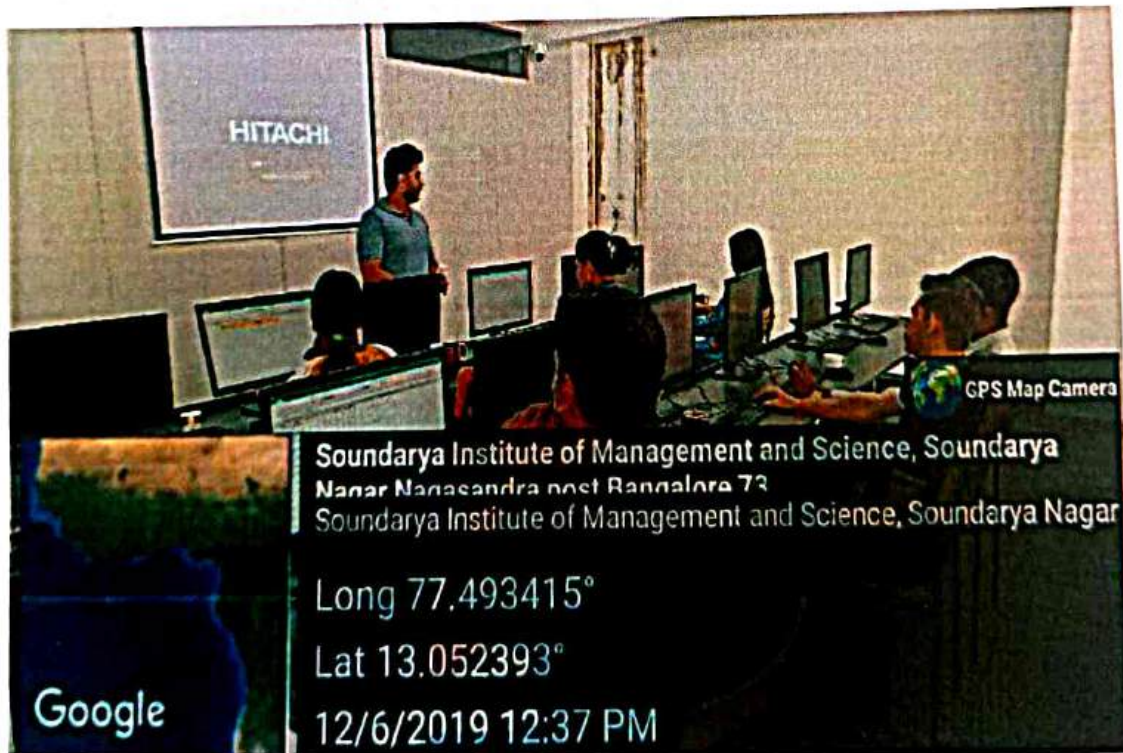 HITACHI
GPS Map Camera
Soundarya Institute of Management and Science, Soundarya
Nagar Nagasandra post Bangalore 73
Soundarya Institute of Management and Science, Soundarya Nagar
Long 77.493415°
Lat 13.052393°
12/6/2019 12:37 PM
Google